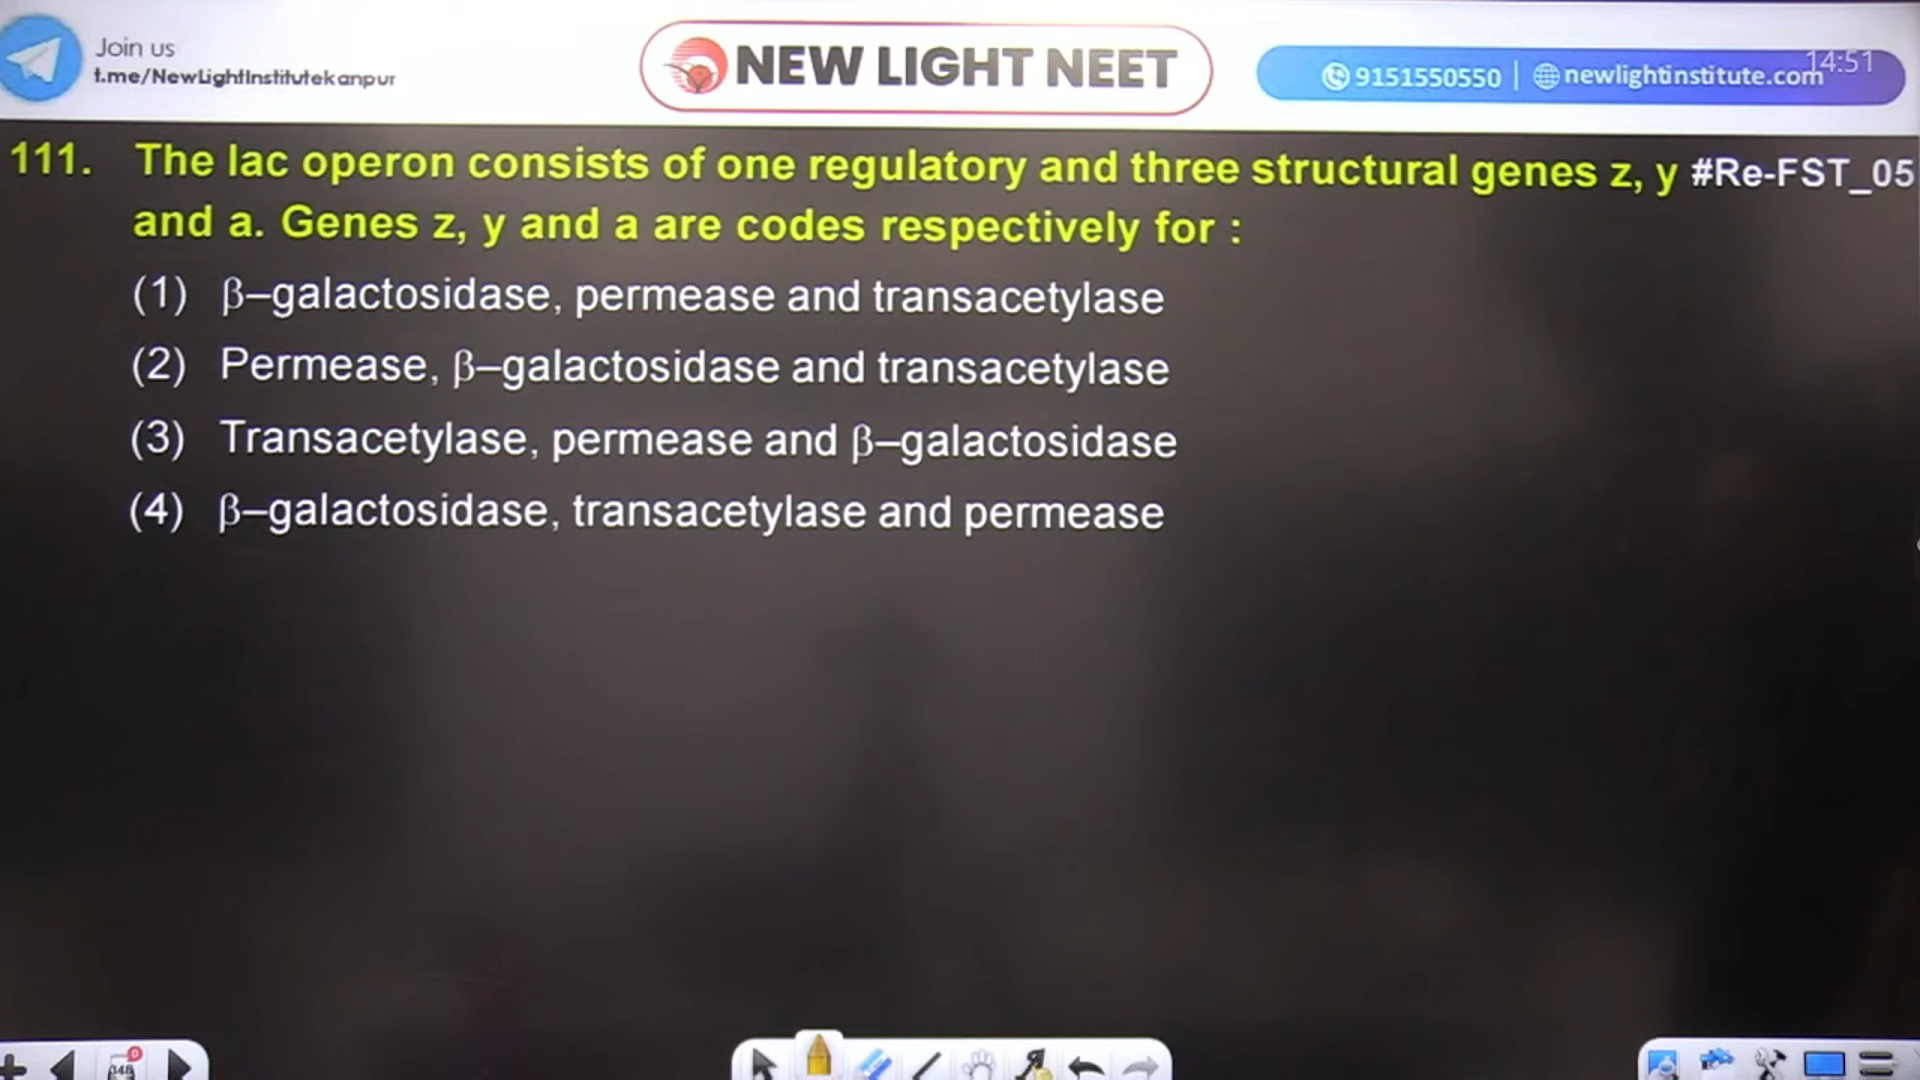 Join us
t.me/NewLightInstitutekanpur
NEW LIGHT NEET
9151550550 | newlightinstitute.com
14:51
111. The lac operon consists of one regulatory and three structural genes z, y #Re-FST_05
and a. Genes z, y and a are codes respectively for :
(1) β–galactosidase, permease and transacetylase
(2) Permease, β–galactosidase and transacetylase
(3) Transacetylase, permease and β–galactosidase
(4) β–galactosidase, transacetylase and permease
0
348